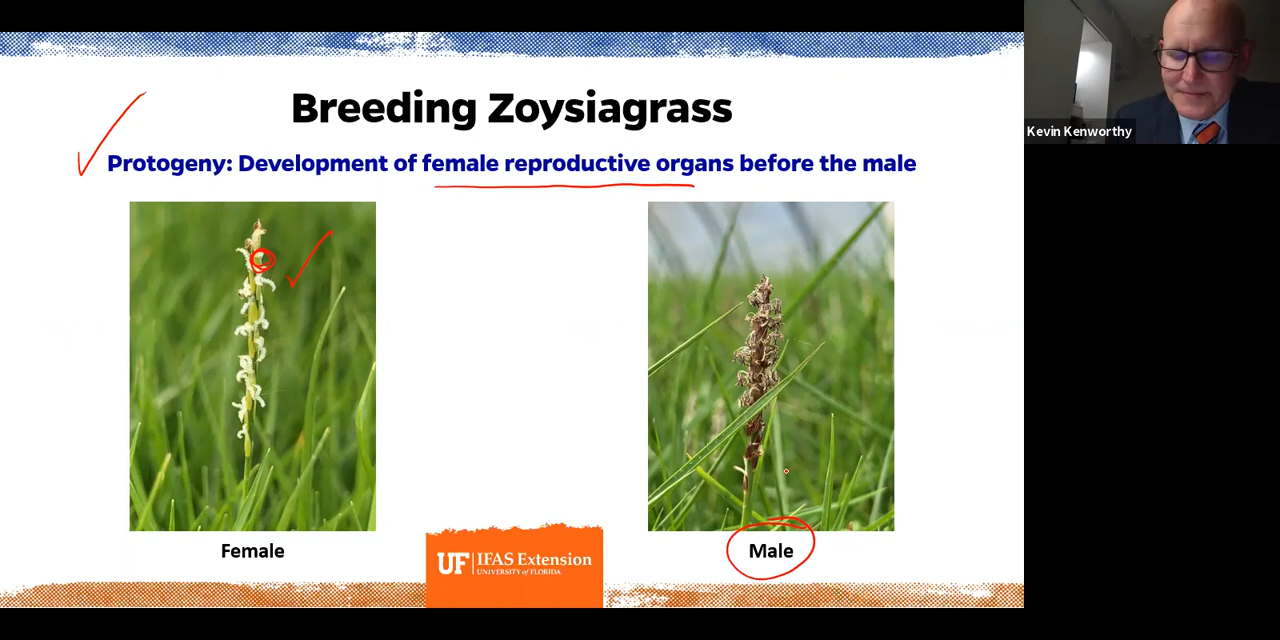 Breeding Zoysiagrass
Kevin Kenworthy
Protogeny: Development of female reproductive organs before the male
Female
Male
UF IFAS Extension
UNIVERSITY of FLORIDA